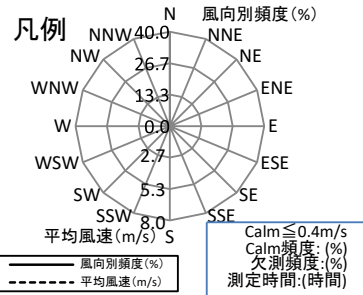 凡例
風向別頻度(%)
N
NNE
NE
ENE
E
ESE
SE
SSE
S
SSW
SW
WSW
W
WNW
NW
NNW
40.0
26.7
13.3
0.0
2.7
5.3
8.0
平均風速(m/s)
風向別頻度(%)
平均風速(m/s)
Calm≦0.4m/s
Calm頻度:(%)
欠測頻度:(%)
測定時間:(時間)